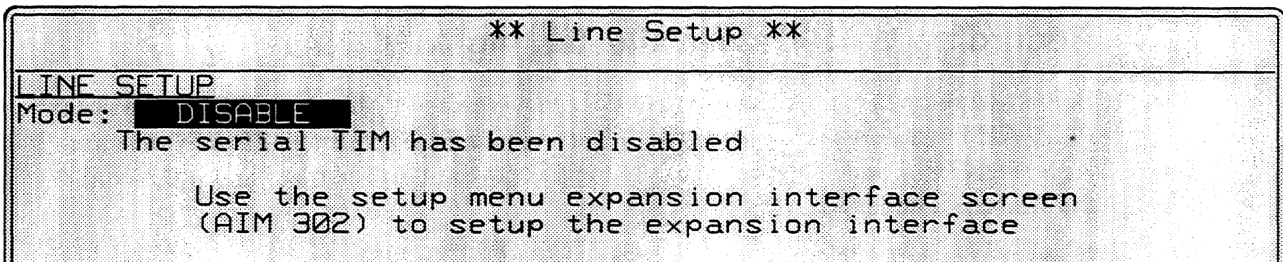 ** Line Setup **
LINE SETUP
Mode: DISABLE
The serial TIM has been disabled
Use the setup menu expansion interface screen
(AIM 302) to setup the expansion interface